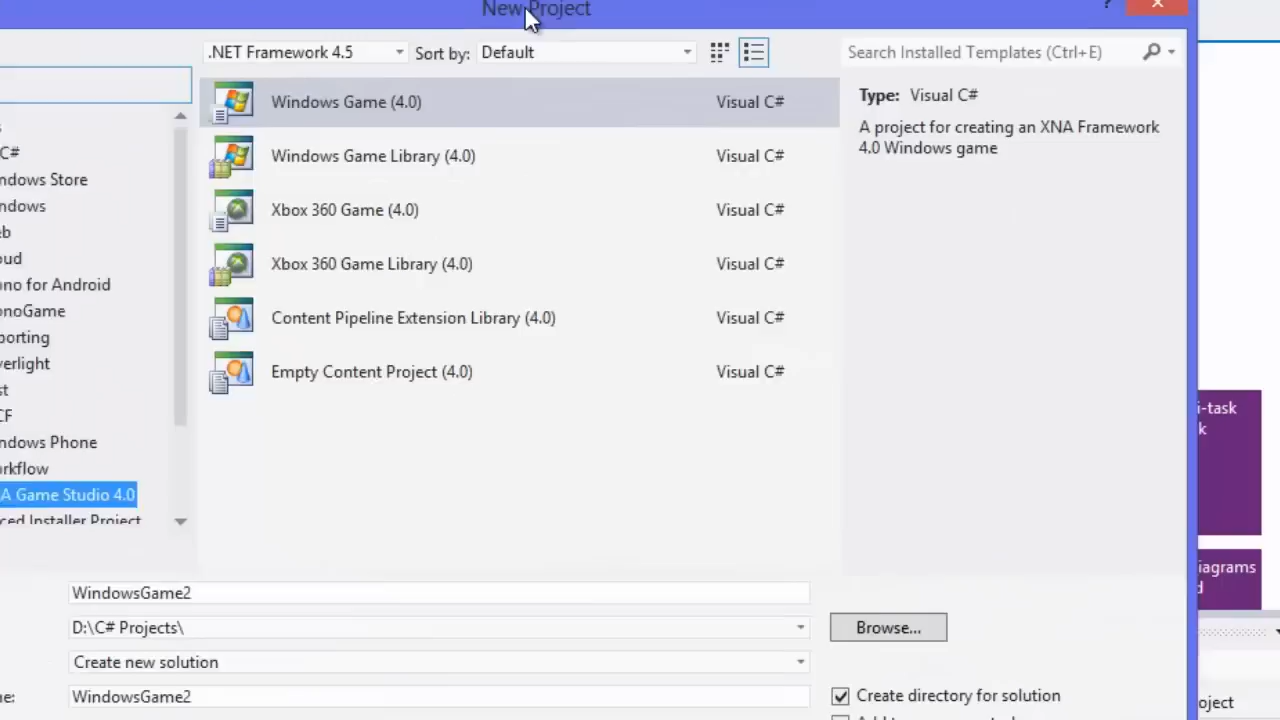 New Project
?
.NET Framework 4.5
Sort by: Default
Search Installed Templates (Ctrl+E)
Windows Game (4.0) Visual C#
Windows Game Library (4.0) Visual C#
Xbox 360 Game (4.0) Visual C#
Xbox 360 Game Library (4.0) Visual C#
Content Pipeline Extension Library (4.0) Visual C#
Empty Content Project (4.0) Visual C#
Type: Visual C#
A project for creating an XNA Framework
4.0 Windows game
s
C#
ndows Store
ndows
eb
oud
ono for Android
onoGame
porting
verlight
st
CF
ndows Phone
orkflow
A Game Studio 4.0
ced Installer Project
WindowsGame2
D:\C# Projects\
Browse...
Create new solution
me: WindowsGame2
Create directory for solution
i-task
k
iagrams
d
oject